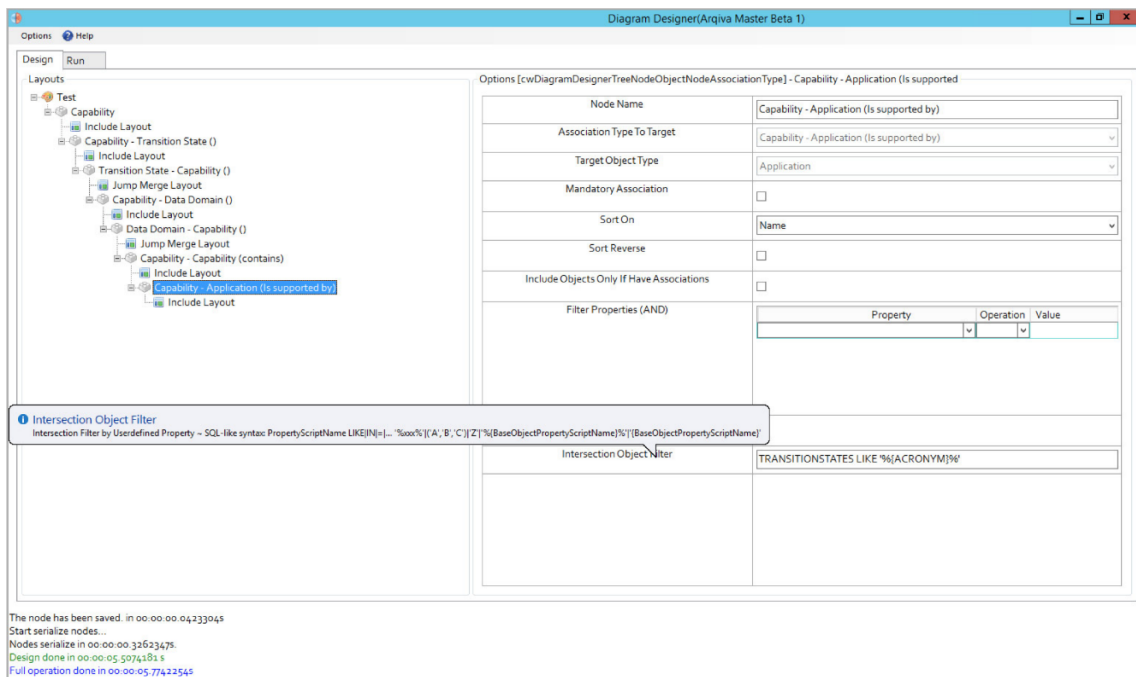 Diagram Designer(Arqiva Master Beta 1)
Options Help
Design Run
Layouts
Test
Capability
Include Layout
Capability - Transition State ()
Include Layout
Transition State - Capability ()
Jump Merge Layout
Capability - Data Domain ()
Include Layout
Data Domain - Capability ()
Jump Merge Layout
Capability - Capability (contains)
Include Layout
Capability - Application (Is supported by)
Include Layout
Options [cwDiagramDesignerTreeNodeObjectNodeAssociationType] - Capability - Application (Is supported
Node Name Capability - Application (Is supported by)
Association Type To Target Capability - Application (Is supported by)
Target Object Type Application
Mandatory Association
Sort On Name
Sort Reverse
Include Objects Only If Have Associations
Filter Properties (AND) Property Operation Value
Intersection Object Filter
Intersection Filter by Userdefined Property ~ SQL-like syntax: PropertyScriptName LIKE|IN|=|... '%xxx%'|('A','B','C')|'Z'|'%{BaseObjectPropertyScriptName}%'|'{BaseObjectPropertyScriptName}'
Intersection Object Filter TRANSITIONSTATES LIKE '%{ACRONYM}%'
The node has been saved. in 00:00:00.0423304s
Start serialize nodes...
Nodes serialize in 00:00:00.3262347s.
Design done in 00:00:05.5074181 s
Full operation done in 00:00:05.7742254s